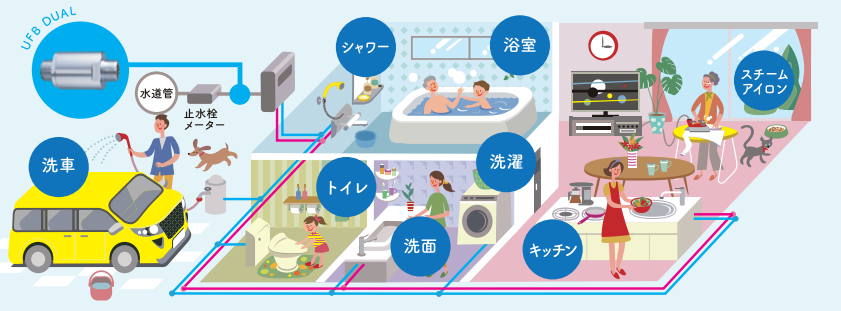 UFB DUAL
水道管
止水栓
メーター
シャワー
浴室
スチーム
アイロン
洗車
トイレ
洗濯
洗面
キッチン